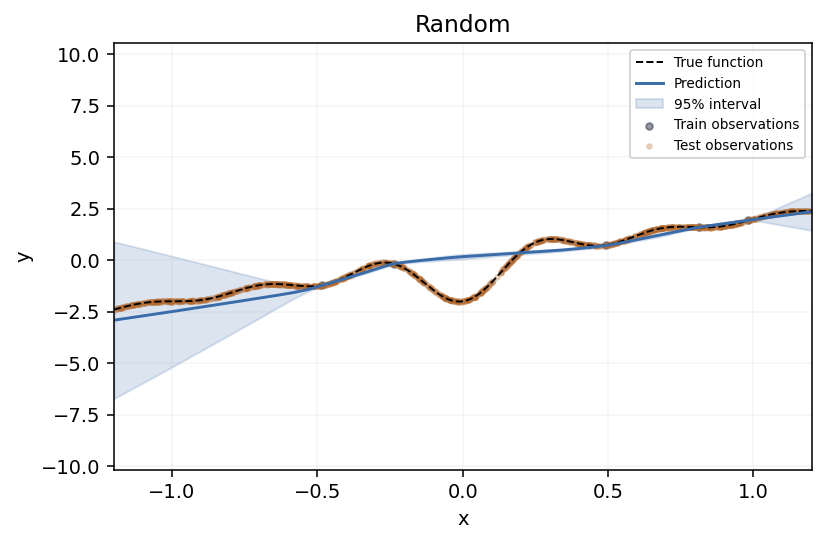 Random
10.0
7.5
5.0
2.5
0.0
−2.5
−5.0
−7.5
−10.0
y
True function
Prediction
95% interval
Train observations
Test observations
−1.0 −0.5 0.0 0.5 1.0
x